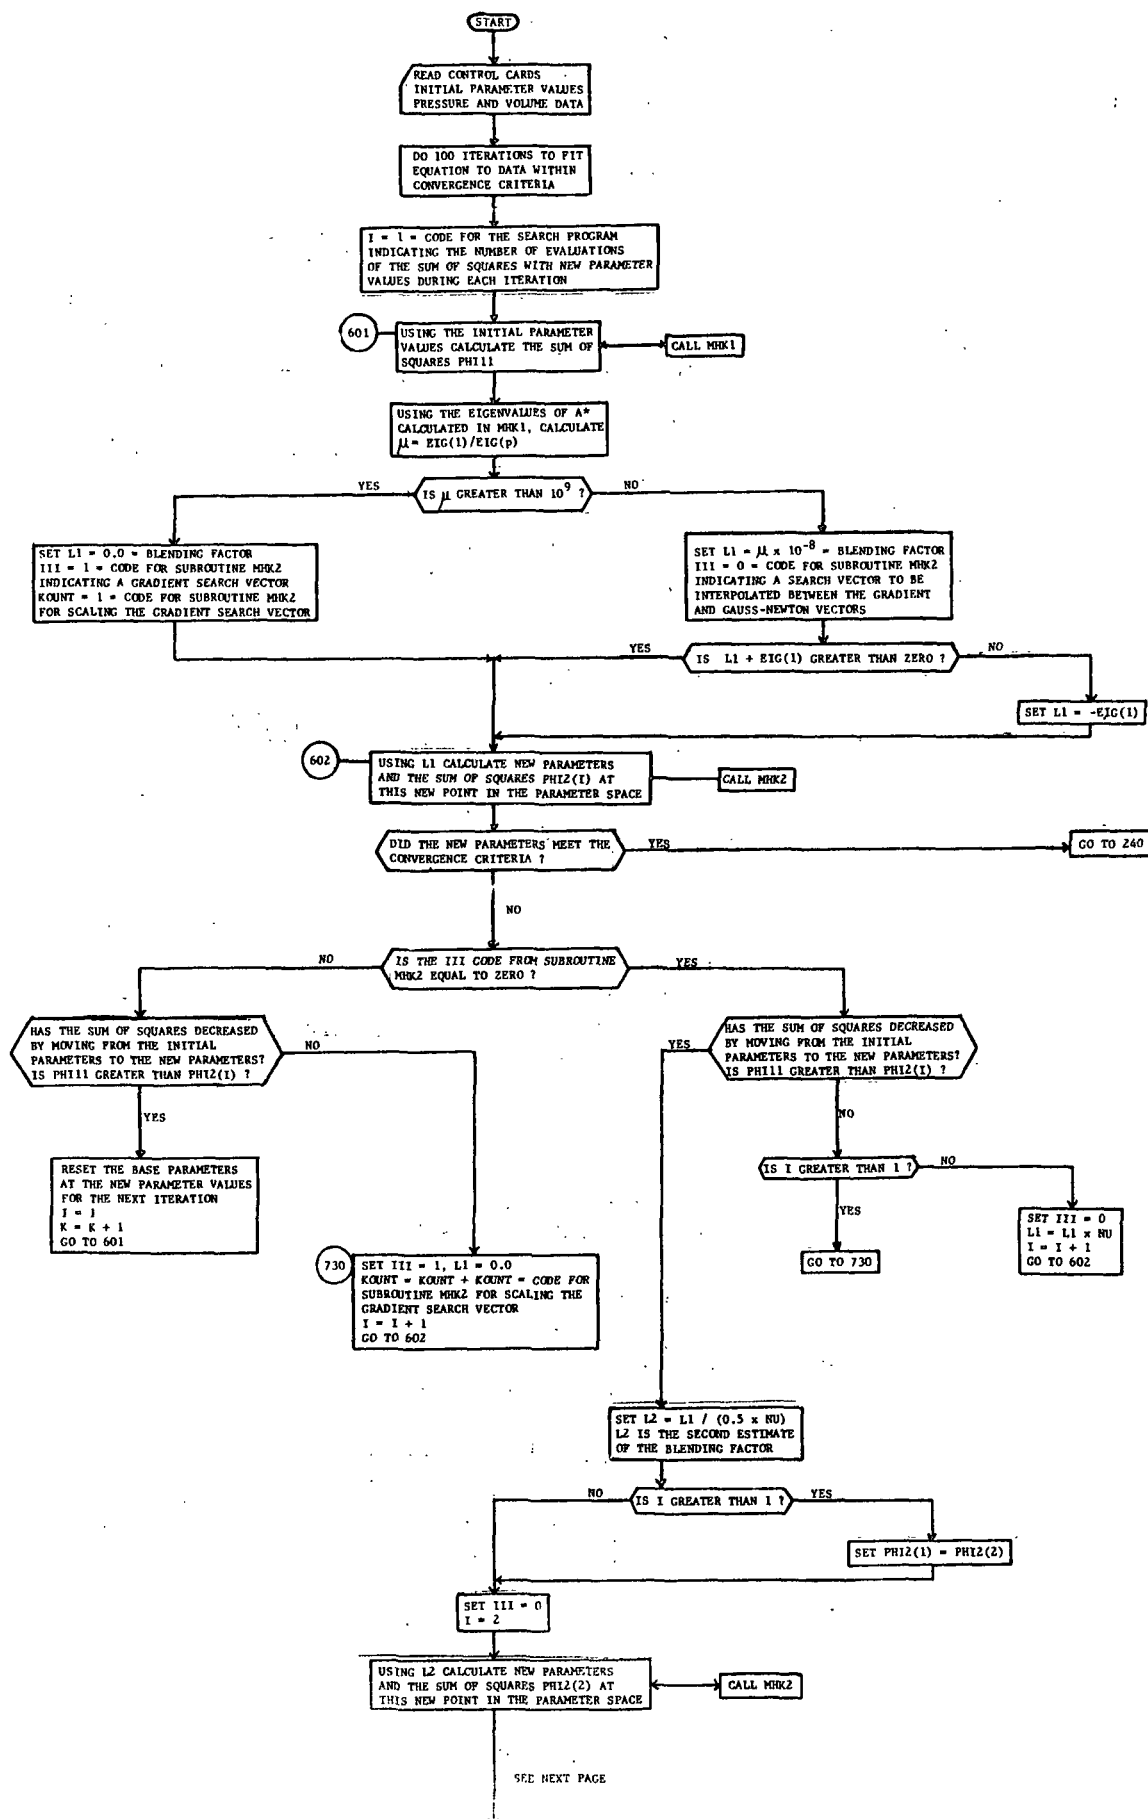 START
READ CONTROL CARDS
INITIAL PARAMETER VALUES
PRESSURE AND VOLUME DATA
DO 100 ITERATIONS TO FIT
EQUATION TO DATA WITHIN
CONVERGENCE CRITERIA
I = 1 = CODE FOR THE SEARCH PROGRAM
INDICATING THE NUMBER OF EVALUATIONS
OF THE SUM OF SQUARES WITH NEW PARAMETER
VALUES DURING EACH ITERATION
601
USING THE INITIAL PARAMETER
VALUES CALCULATE THE SUM OF
SQUARES PHI11
CALL MHK1
USING THE EIGENVALUES OF A*
CALCULATED IN MHK1, CALCULATE
μ = EIG(1)/EIG(p)
YES
IS μ GREATER THAN 10⁹ ?
NO
SET L1 = 0.0 = BLENDING FACTOR
III = 1 = CODE FOR SUBROUTINE MHK2
INDICATING A GRADIENT SEARCH VECTOR
KOUNT = 1 = CODE FOR SUBROUTINE MHK2
FOR SCALING THE GRADIENT SEARCH VECTOR
SET L1 = μ x 10⁻⁸ = BLENDING FACTOR
III = 0 = CODE FOR SUBROUTINE MHK2
INDICATING A SEARCH VECTOR TO BE
INTERPOLATED BETWEEN THE GRADIENT
AND GAUSS-NEWTON VECTORS
YES
IS L1 + EIG(1) GREATER THAN ZERO ?
NO
SET L1 = -EIG(1)
602
USING L1 CALCULATE NEW PARAMETERS
AND THE SUM OF SQUARES PHI2(I) AT
THIS NEW POINT IN THE PARAMETER SPACE
CALL MHK2
DID THE NEW PARAMETERS MEET THE
CONVERGENCE CRITERIA ?
YES
GO TO 240
NO
NO
IS THE III CODE FROM SUBROUTINE
MHK2 EQUAL TO ZERO ?
YES
HAS THE SUM OF SQUARES DECREASED
BY MOVING FROM THE INITIAL
PARAMETERS TO THE NEW PARAMETERS?
IS PHI11 GREATER THAN PHI2(I) ?
NO
YES
HAS THE SUM OF SQUARES DECREASED
BY MOVING FROM THE INITIAL
PARAMETERS TO THE NEW PARAMETERS?
IS PHI11 GREATER THAN PHI2(I) ?
YES
NO
RESET THE BASE PARAMETERS
AT THE NEW PARAMETER VALUES
FOR THE NEXT ITERATION
I = 1
K = K + 1
GO TO 601
IS I GREATER THAN 1 ?
NO
YES
SET III = 0
L1 = L1 x NU
I = I + 1
GO TO 602
GO TO 730
730
SET III = 1, L1 = 0.0
KOUNT = KOUNT + KOUNT = CODE FOR
SUBROUTINE MHK2 FOR SCALING THE
GRADIENT SEARCH VECTOR
I = I + 1
GO TO 602
SET L2 = L1 / (0.5 x NU)
L2 IS THE SECOND ESTIMATE
OF THE BLENDING FACTOR
NO
IS I GREATER THAN 1 ?
YES
SET PHI2(1) = PHI2(2)
SET III = 0
I = 2
USING L2 CALCULATE NEW PARAMETERS
AND THE SUM OF SQUARES PHI2(2) AT
THIS NEW POINT IN THE PARAMETER SPACE
CALL MHK2
SEE NEXT PAGE